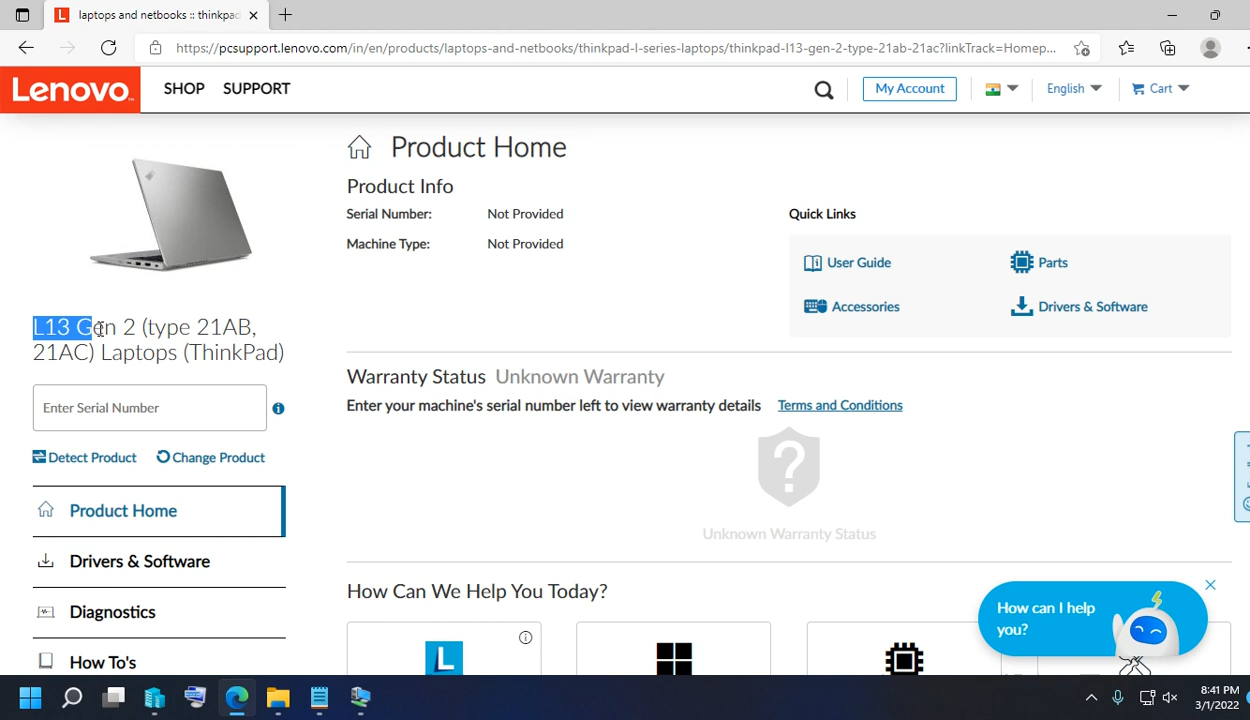 laptops and netbooks :: thinkpad
https://pcsupport.lenovo.com/in/en/products/laptops-and-netbooks/thinkpad-l-series-laptops/thinkpad-l13-gen-2-type-21ab-21ac?linkTrack=Homep...
Lenovo
SHOP
SUPPORT
My Account
English
Cart
Product Home
Product Info
Serial Number: Not Provided
Machine Type: Not Provided
Quick Links
User Guide
Parts
Accessories
Drivers & Software
L13 Gen 2 (type 21AB,
21AC) Laptops (ThinkPad)
Enter Serial Number
Detect Product
Change Product
Product Home
Drivers & Software
Diagnostics
How To's
Warranty Status Unknown Warranty
Enter your machine's serial number left to view warranty details Terms and Conditions
Unknown Warranty Status
How Can We Help You Today?
L
How can I help
you?
8:41 PM
3/1/2022